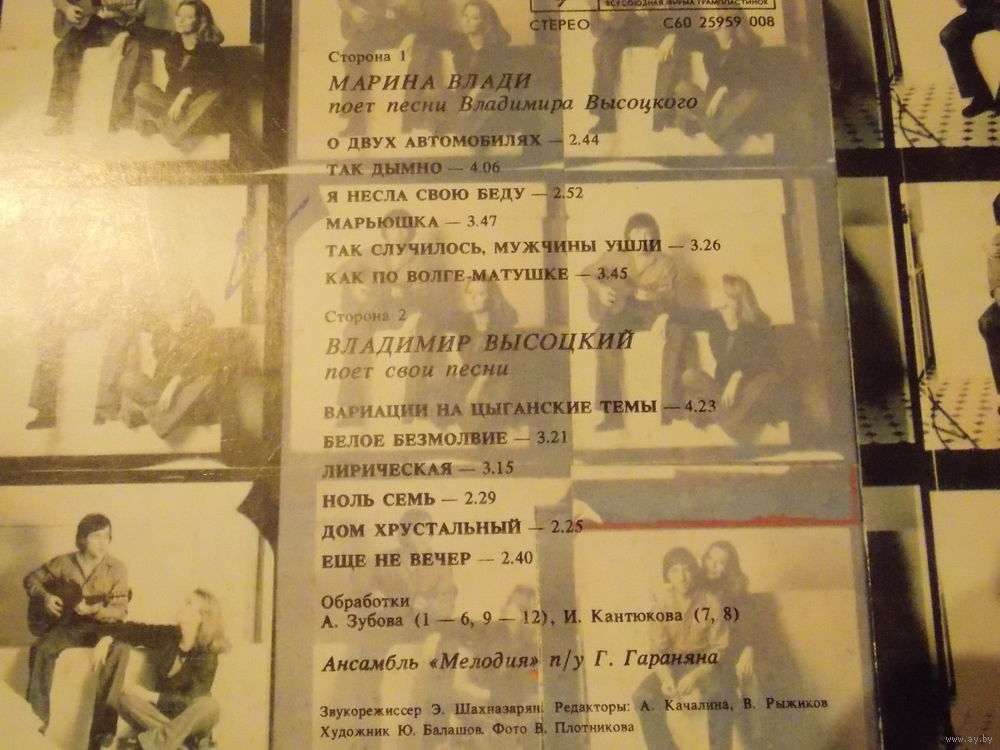 ВСЕСОЮЗНАЯ ФИРМА ГРАМПЛАСТИНОК
СТЕРЕО С60 25959 008
Сторона 1
МАРИНА ВЛАДИ
поет песни Владимира Высоцкого
О ДВУХ АВТОМОБИЛЯХ — 2.44
ТАК ДЫМНО — 4.06
Я НЕСЛА СВОЮ БЕДУ — 2.52
МАРЬЮШКА — 3.47
ТАК СЛУЧИЛОСЬ, МУЖЧИНЫ УШЛИ — 3.26
КАК ПО ВОЛГЕ-МАТУШКЕ — 3.45
Сторона 2
ВЛАДИМИР ВЫСОЦКИЙ
поет свои песни
ВАРИАЦИИ НА ЦЫГАНСКИЕ ТЕМЫ — 4.23
БЕЛОЕ БЕЗМОЛВИЕ — 3.21
ЛИРИЧЕСКАЯ — 3.15
НОЛЬ СЕМЬ — 2.29
ДОМ ХРУСТАЛЬНЫЙ — 2.25
ЕЩЕ НЕ ВЕЧЕР — 2.40
Обработки
А. Зубова (1 — 6, 9 — 12), И. Кантюкова (7, 8)
Ансамбль «Мелодия» п/у Г. Гараняна
Звукорежиссер Э. Шахназарян. Редакторы: А. Качалина, В. Рыжиков
Художник Ю. Балашов. Фото В. Плотникова
www.ay.by